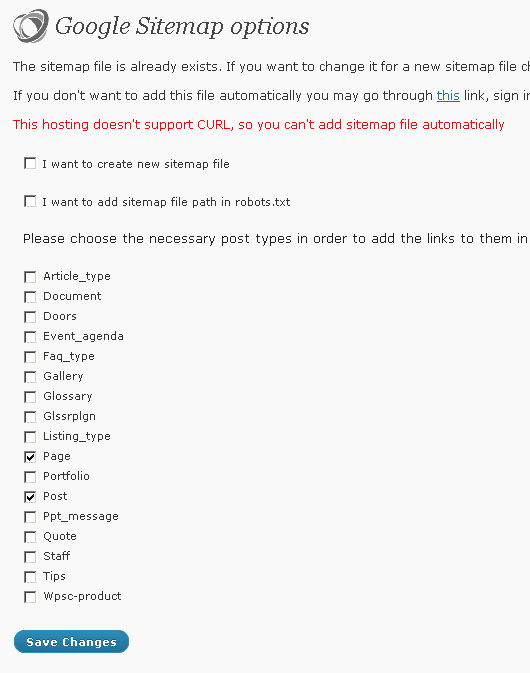 Google Sitemap options
The sitemap file is already exists. If you want to change it for a new sitemap file
If you don't want to add this file automatically you may go through this link, sign
This hosting doesn't support CURL, so you can't add sitemap file automatically
I want to create new sitemap file
I want to add sitemap file path in robots.txt
Please choose the necessary post types in order to add the links to them in
Article_type
Document
Doors
Event_agenda
Faq_type
Gallery
Glossary
Glssrplgn
Listing_type
Page
Portfolio
Post
Ppt_message
Quote
Staff
Tips
Wpsc-product
Save Changes